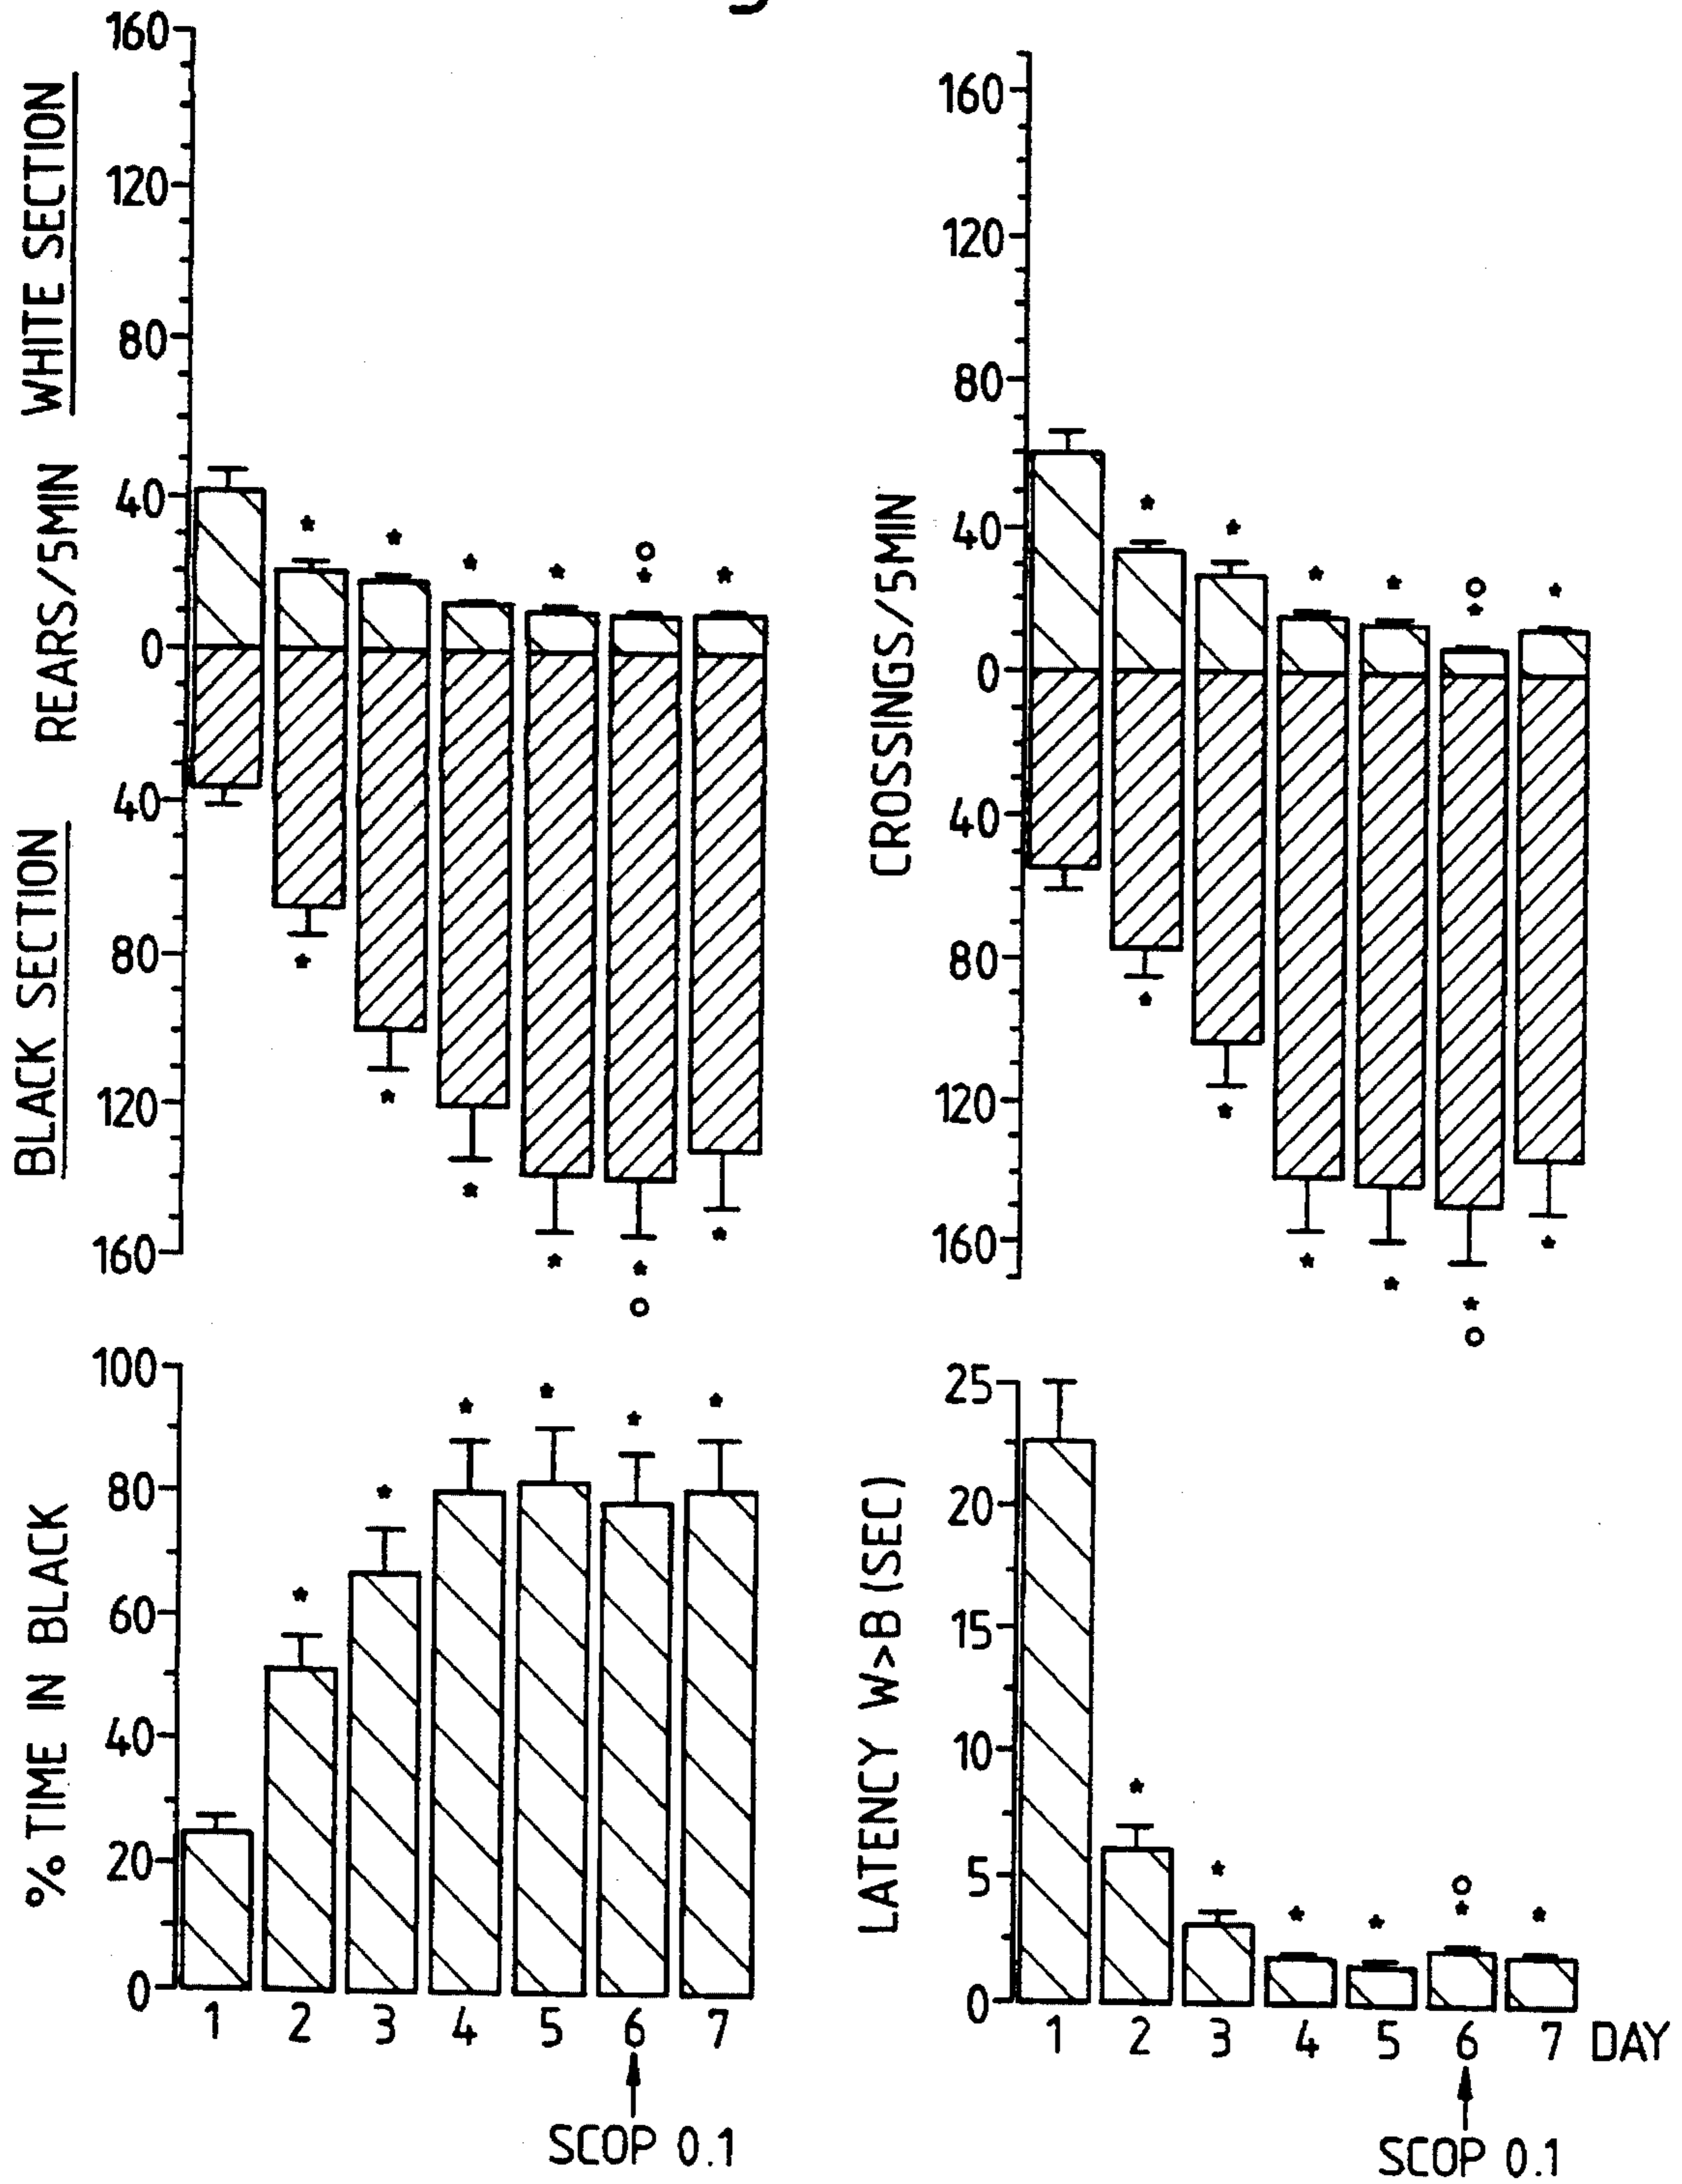 160
120
80
40
0
40
80
120
160
WHITE SECTION
REARS/5MIN
BLACK SECTION
* * * * * * *
o
* * * * * *
o
160
120
80
40
0
40
80
120
160
CROSSINGS/5MIN
* * * * * *
o
* * * * * *
o
100
80
60
40
20
0
% TIME IN BLACK
* * * * * *
1 2 3 4 5 6 7
SCOP 0.1
25
20
15
10
5
0
LATENCY W>B (SEC)
* * * * * *
o
1 2 3 4 5 6 7 DAY
SCOP 0.1